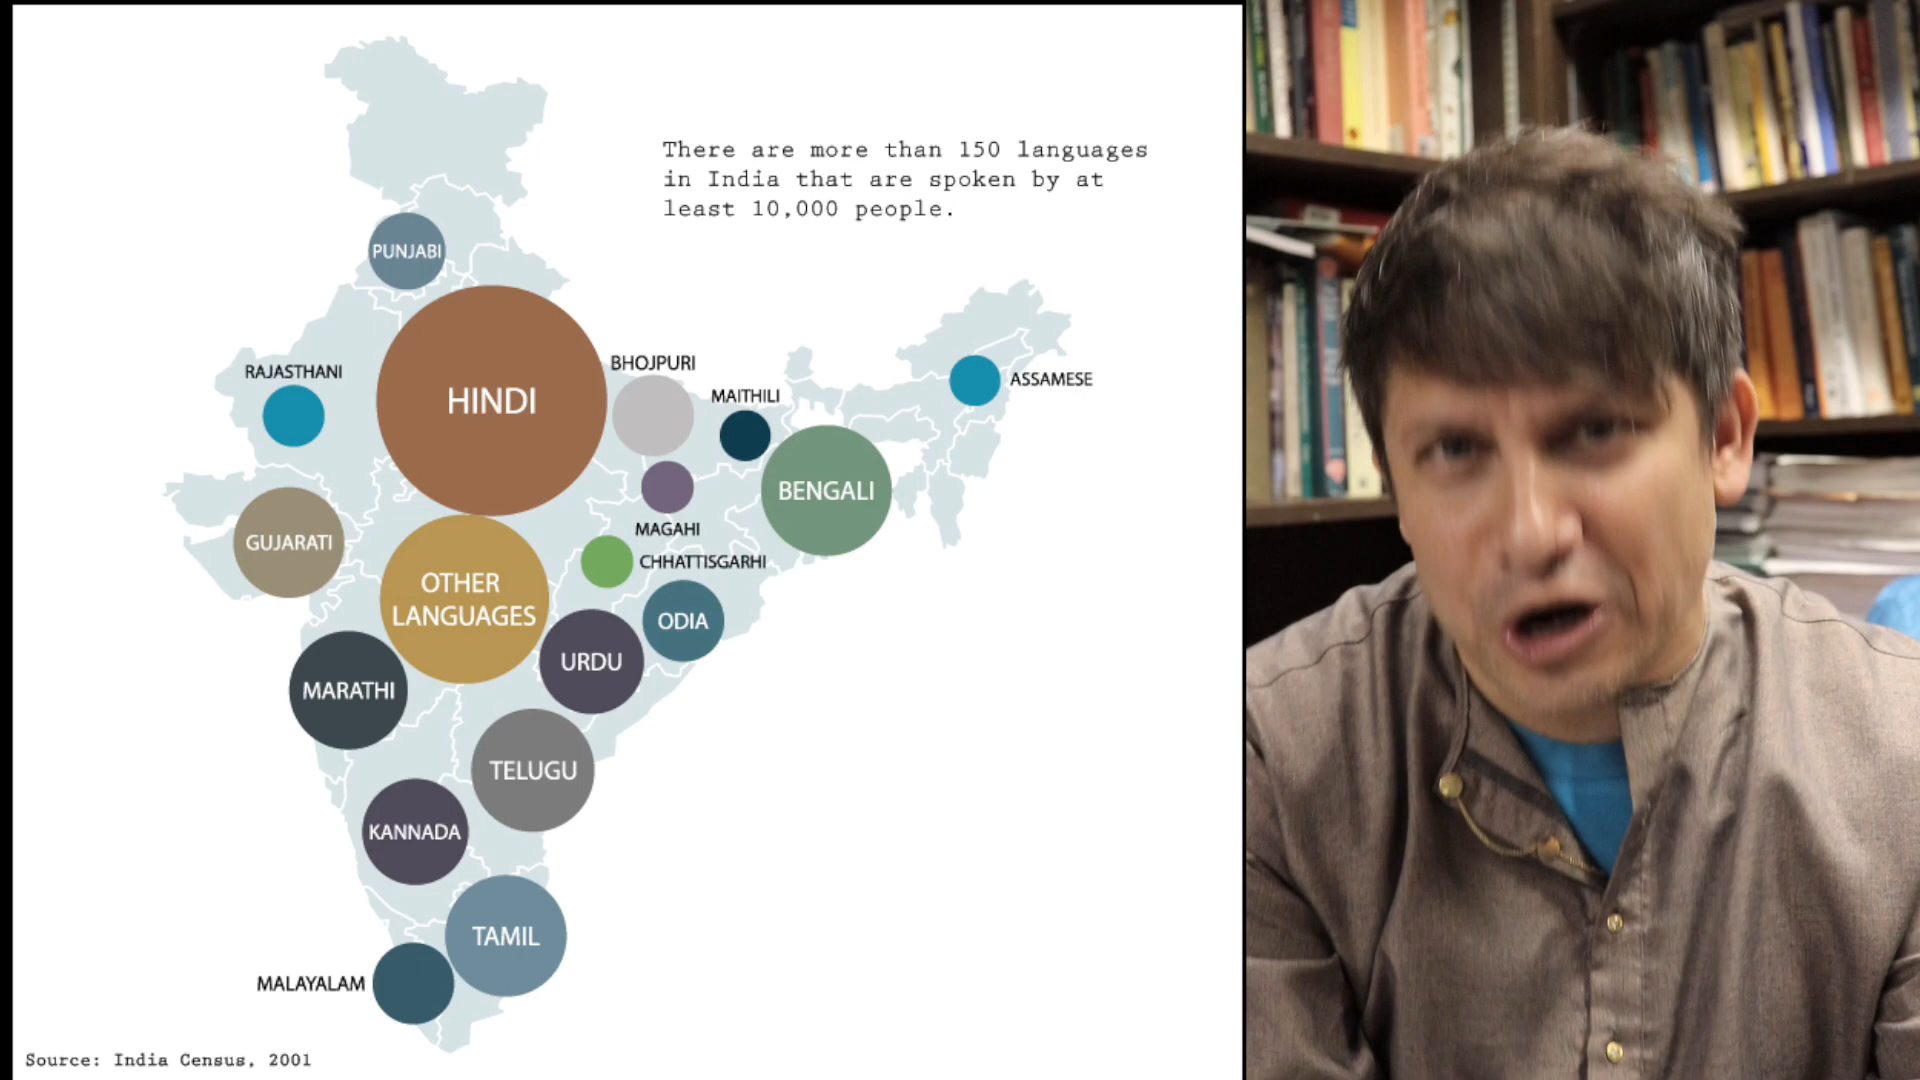 There are more than 150 languages
in India that are spoken by at
least 10,000 people.
PUNJABI
HINDI
RAJASTHANI
BHOJPURI
MAITHILI
ASSAMESE
BENGALI
MAGAHI
GUJARATI
CHHATTISGARHI
OTHER
LANGUAGES
ODIA
URDU
MARATHI
TELUGU
KANNADA
TAMIL
MALAYALAM
Source: India Census, 2001